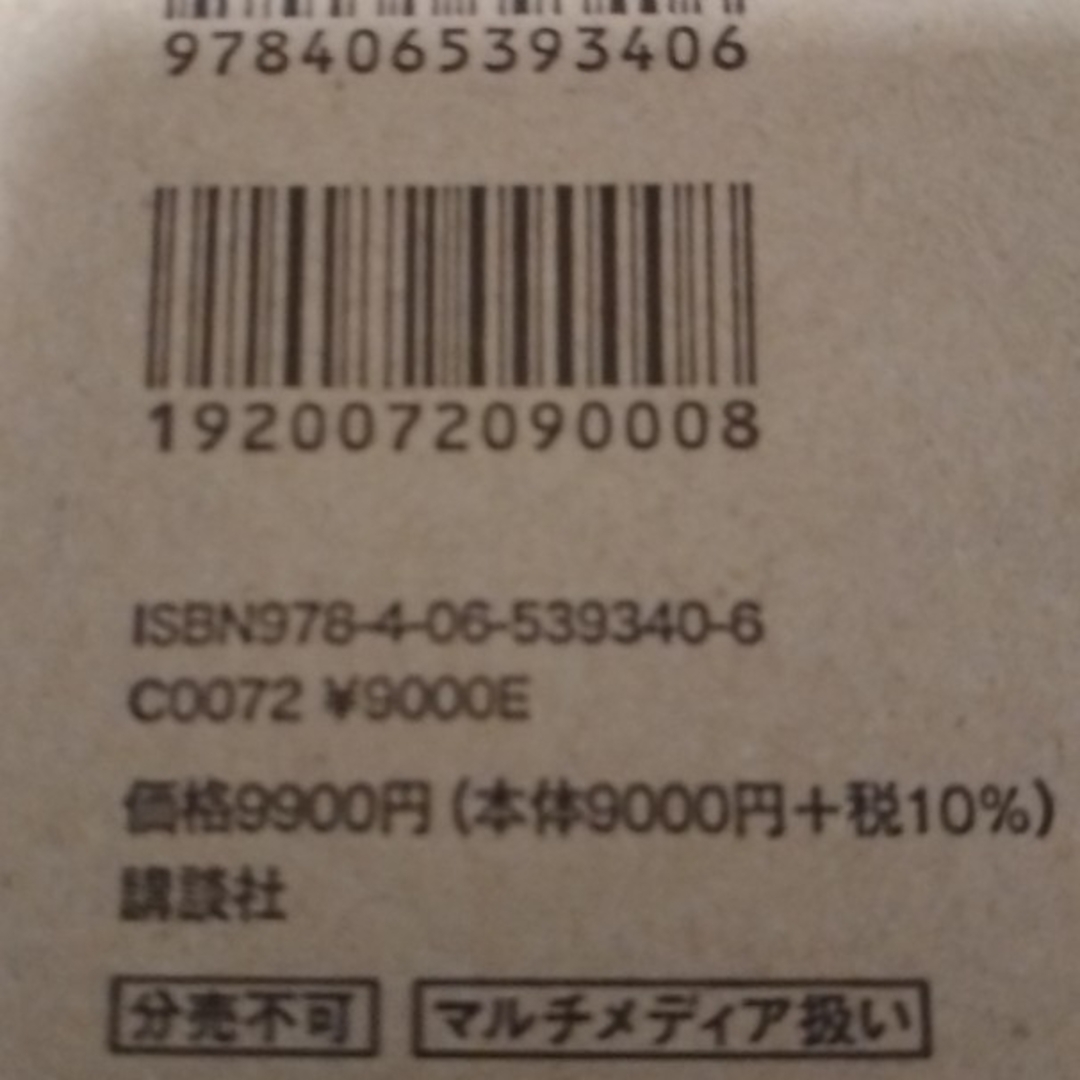 9784065393406
1920072090008
ISBN978-4-06-539340-6
C0072 ¥9000E
価格9900円(本体9000円+税10%)
講談社
分売不可 マルチメディア扱い